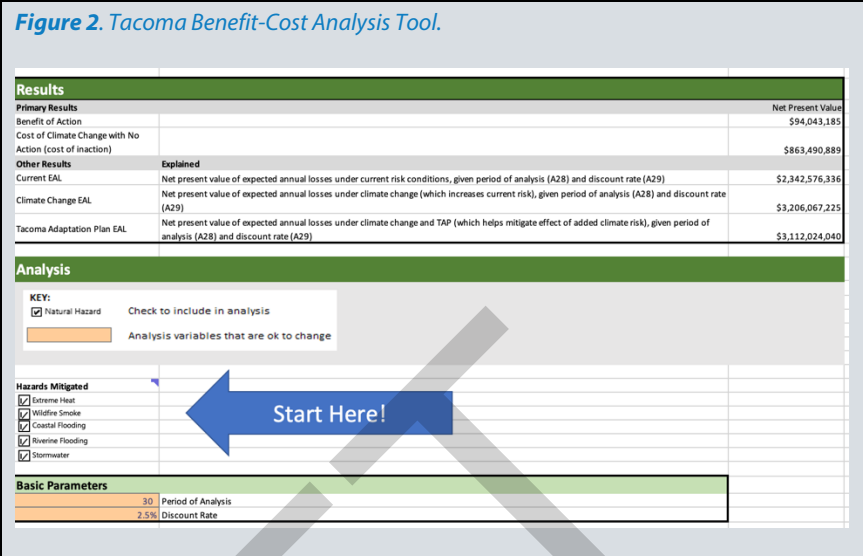 Figure 2. Tacoma Benefit-Cost Analysis Tool.
Results
Primary Results Net Present Value
Benefit of Action $94,043,185
Cost of Climate Change with No
Action (cost of inaction) $863,490,889
Other Results Explained
Current EAL Net present value of expected annual losses under current risk conditions, given period of analysis (A28) and discount rate (A29) $2,342,576,336
Net present value of expected annual losses under climate change (which increases current risk), given period of analysis (A28) and discount rate
Climate Change EAL (A29) $3,206,067,225
Net present value of expected annual losses under climate change and TAP (which helps mitigate effect of added climate risk), given period of
Tacoma Adaptation Plan EAL analysis (A28) and discount rate (A29) $3,112,024,040
Analysis
KEY:
Natural Hazard Check to include in analysis
Analysis variables that are ok to change
Hazards Mitigated
Extreme Heat
Wildfire Smoke
Coastal Flooding
Riverine Flooding
Stormwater
Start Here!
Basic Parameters
30 Period of Analysis
2.5% Discount Rate